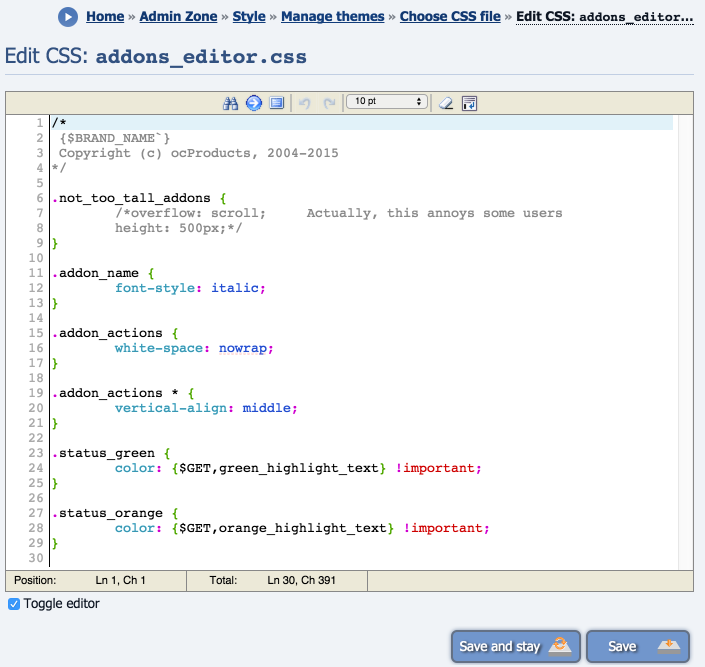 Home » Admin Zone » Style » Manage themes » Choose CSS file » Edit CSS: addons_editor...
Edit CSS: addons_editor.css
10 pt
1 /*
2 {$BRAND_NAME`}
3 Copyright (c) ocProducts, 2004-2015
4 */
5
6 .not_too_tall_addons {
7 /*overflow: scroll; Actually, this annoys some users
8 height: 500px;*/
9 }
10
11 .addon_name {
12 font-style: italic;
13 }
14
15 .addon_actions {
16 white-space: nowrap;
17 }
18
19 .addon_actions * {
20 vertical-align: middle;
21 }
22
23 .status_green {
24 color: {$GET,green_highlight_text} !important;
25 }
26
27 .status_orange {
28 color: {$GET,orange_highlight_text} !important;
29 }
30
Position: Ln 1, Ch 1 Total: Ln 30, Ch 391
Toggle editor
Save and stay Save